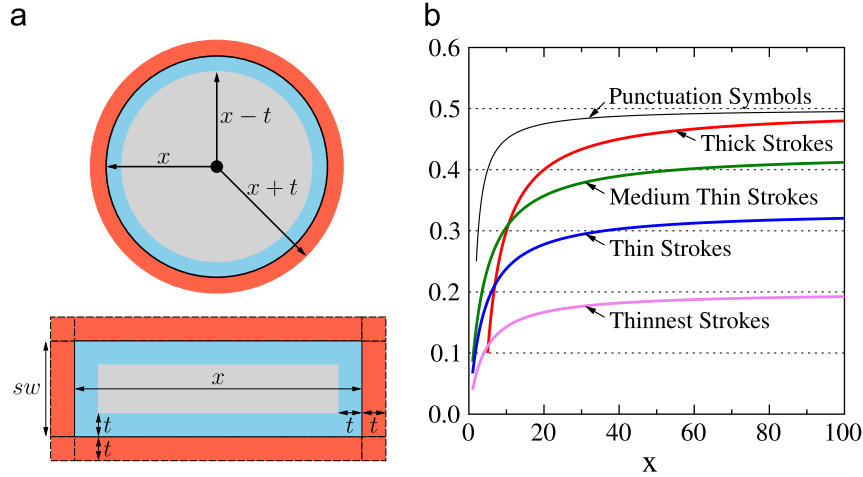 a
x − t
x
x + t
sw
x
t
t
t
t
b
0.6
0.5
0.4
0.3
0.2
0.1
0.0
Punctuation Symbols
Thick Strokes
Medium Thin Strokes
Thin Strokes
Thinnest Strokes
0 20 40 60 80 100
x